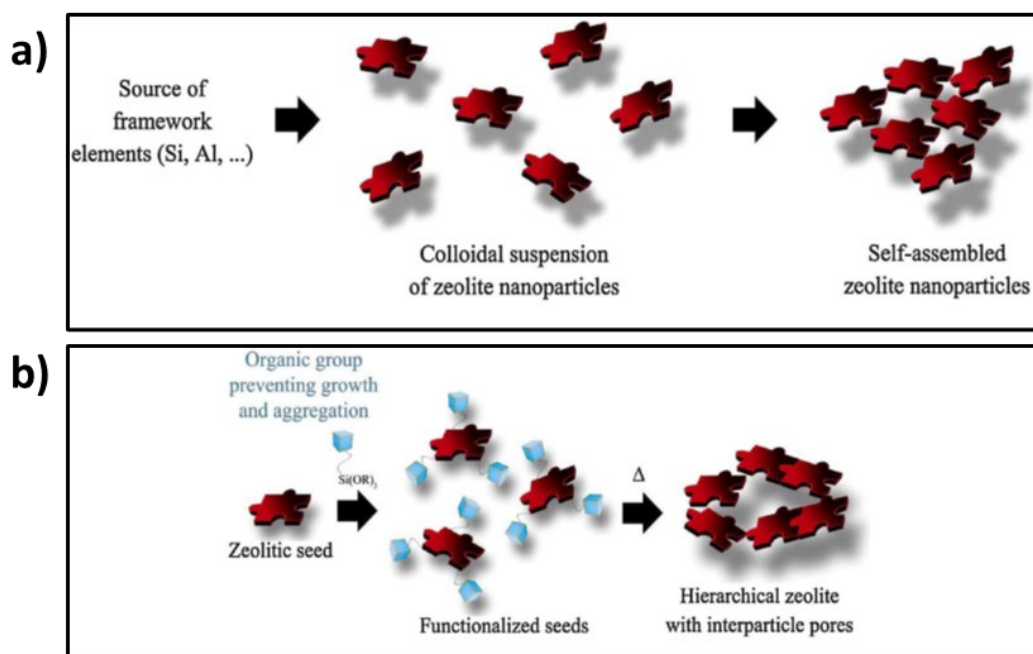 a)
Source of
framework
elements (Si, Al, ...)
Colloidal suspension
of zeolite nanoparticles
Self-assembled
zeolite nanoparticles
b)
Organic group
preventing growth
and aggregation
Si(OR)3
Zeolitic seed
Functionalized seeds
Δ
Hierarchical zeolite
with interparticle pores